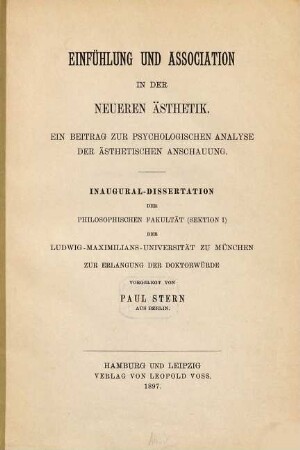 EINFÜHLUNG UND ASSOCIATION
IN DER
NEUEREN ÄSTHETIK.
EIN BEITRAG ZUR PSYCHOLOGISCHEN ANALYSE
DER ÄSTHETISCHEN ANSCHAUUNG.
INAUGURAL-DISSERTATION
DER
PHILOSOPHISCHEN FAKULTÄT (SEKTION I)
DER
LUDWIG-MAXIMILIANS-UNIVERSITÄT ZU MÜNCHEN
ZUR ERLANGUNG DER DOKTORWÜRDE
VORGELEGT VON
PAUL STERN
AUS BERLIN.
HAMBURG UND LEIPZIG
VERLAG VON LEOPOLD VOSS.
1897.